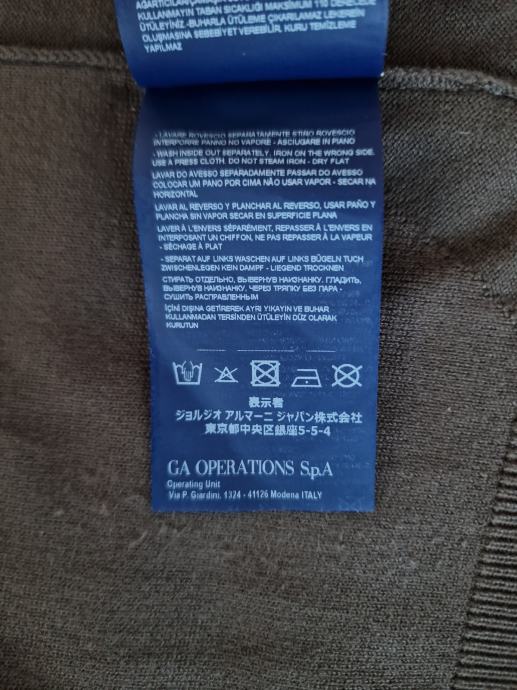 KULLANMAYIN TABAN SICAKLIĞI MAKSİMUM 110 DERECEDE
ÜTÜLEYİNİZ -BUHARLA ÜTÜLEME ÇIKARILAMAZ LEKELERİN
OLUŞMASINA SEBEBİYET VEREBİLİR, KURU TEMİZLEME
YAPILMAZ
- LAVARE ROVESCIO SEPARATAMENTE STIRO ROVESCIO
INTERPORRE PANNO NO VAPORE - ASCIUGARE IN PIANO
- WASH INSIDE OUT SEPARATELY. IRON ON THE WRONG SIDE.
USE A PRESS CLOTH. DO NOT STEAM IRON - DRY FLAT
LAVAR DO AVESSO SEPARADAMENTE PASSAR DO AVESSO
COLOCAR UM PANO POR CIMA NÃO USAR VAPOR - SECAR NA
HORIZONTAL
LAVAR AL REVERSO Y PLANCHAR AL REVERSO, USAR PAÑO Y
PLANCHA SIN VAPOR SECAR EN SUPERFICIE PLANA
LAVER À L'ENVERS SÉPARÉMENT, REPASSER À L'ENVERS EN
INTERPOSANT UN CHIFFON, NE PAS REPASSER À LA VAPEUR
- SÉCHAGE À PLAT
- SEPARAT AUF LINKS WASCHEN AUF LINKS BÜGELN TUCH
ZWISCHENLEGEN KEIN DAMPF - LIEGEND TROCKNEN
СТИРАТЬ ОТДЕЛЬНО, ВЫВЕРНУВ НАИЗНАНКУ. ГЛАДИТЬ,
ВЫВЕРНУВ НАИЗНАНКУ, ЧЕРЕЗ ТРЯПКУ БЕЗ ПАРА -
СУШИТЬ РАСПРАВЛЕННЫМ
İÇİNİ DIŞINA GETİREREK AYRI YIKAYIN VE BUHAR
KULLANMADAN TERSİNDEN ÜTÜLEYİN DÜZ OLARAK
KURUTUN
表示者
ジョルジオ アルマーニ ジャパン株式会社
東京都中央区銀座5-5-4
GA OPERATIONS S.p.A
Operating Unit
Via P. Giardini, 1324 - 41126 Modena ITALY